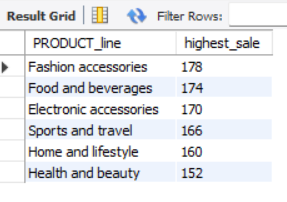 Result Grid Filter Rows:
PRODUCT_line highest_sale
Fashion accessories 178
Food and beverages 174
Electronic accessories 170
Sports and travel 166
Home and lifestyle 160
Health and beauty 152